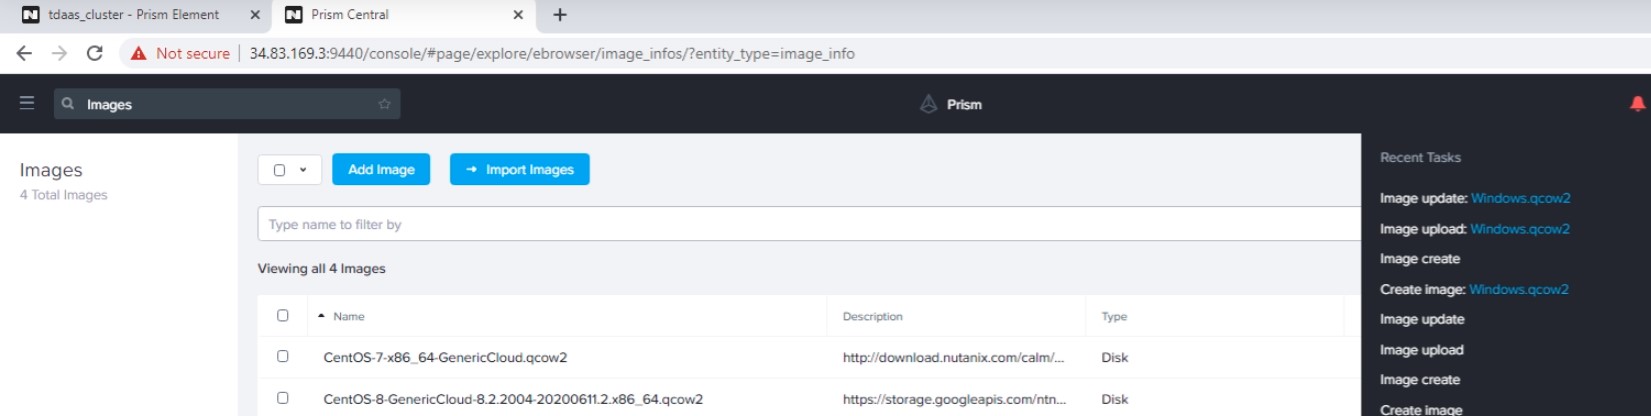 tdaas_cluster - Prism Element
Prism Central
Not secure 34.83.169.3:9440/console/#page/explore/ebrowser/image_infos/?entity_type=image_info
Images
Prism
Images
4 Total Images
Add Image
Import Images
Type name to filter by
Viewing all 4 Images
Name Description Type
CentOS-7-x86_64-GenericCloud.qcow2 http://download.nutanix.com/calm/... Disk
CentOS-8-GenericCloud-8.2.2004-20200611.2.x86_64.qcow2 https://storage.googleapis.com/ntn... Disk
Recent Tasks
Image update: Windows.qcow2
Image upload: Windows.qcow2
Image create
Create image: Windows.qcow2
Image update
Image upload
Image create
Create image